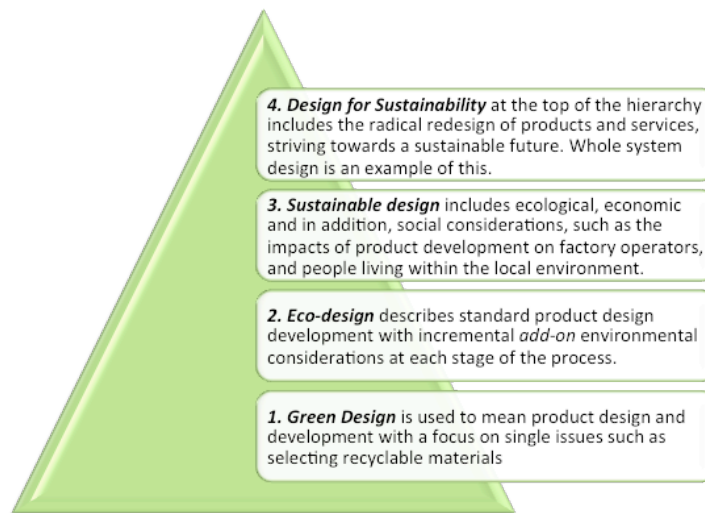 4. Design for Sustainability at the top of the hierarchy
includes the radical redesign of products and services,
striving towards a sustainable future. Whole system
design is an example of this.
3. Sustainable design includes ecological, economic
and in addition, social considerations, such as the
impacts of product development on factory operators,
and people living within the local environment.
2. Eco-design describes standard product design
development with incremental add-on environmental
considerations at each stage of the process.
1. Green Design is used to mean product design and
development with a focus on single issues such as
selecting recyclable materials